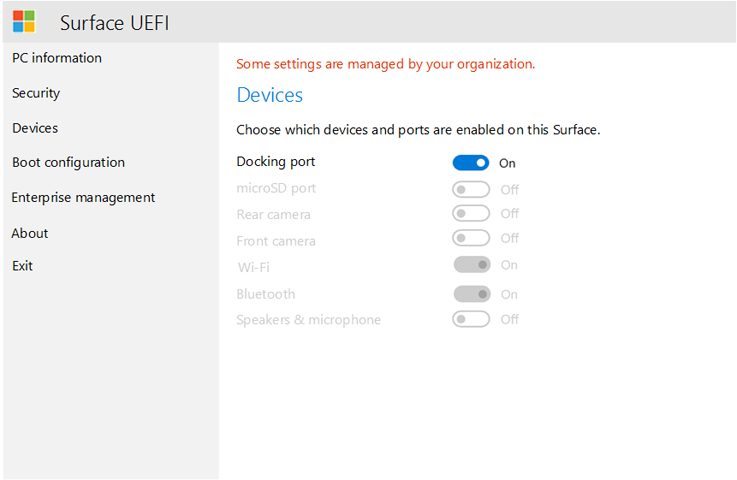 Surface UEFI
PC information
Security
Devices
Boot configuration
Enterprise management
About
Exit
Some settings are managed by your organization.
Devices
Choose which devices and ports are enabled on this Surface.
Docking port On
microSD port Off
Rear camera Off
Front camera Off
Wi-Fi On
Bluetooth On
Speakers & microphone Off